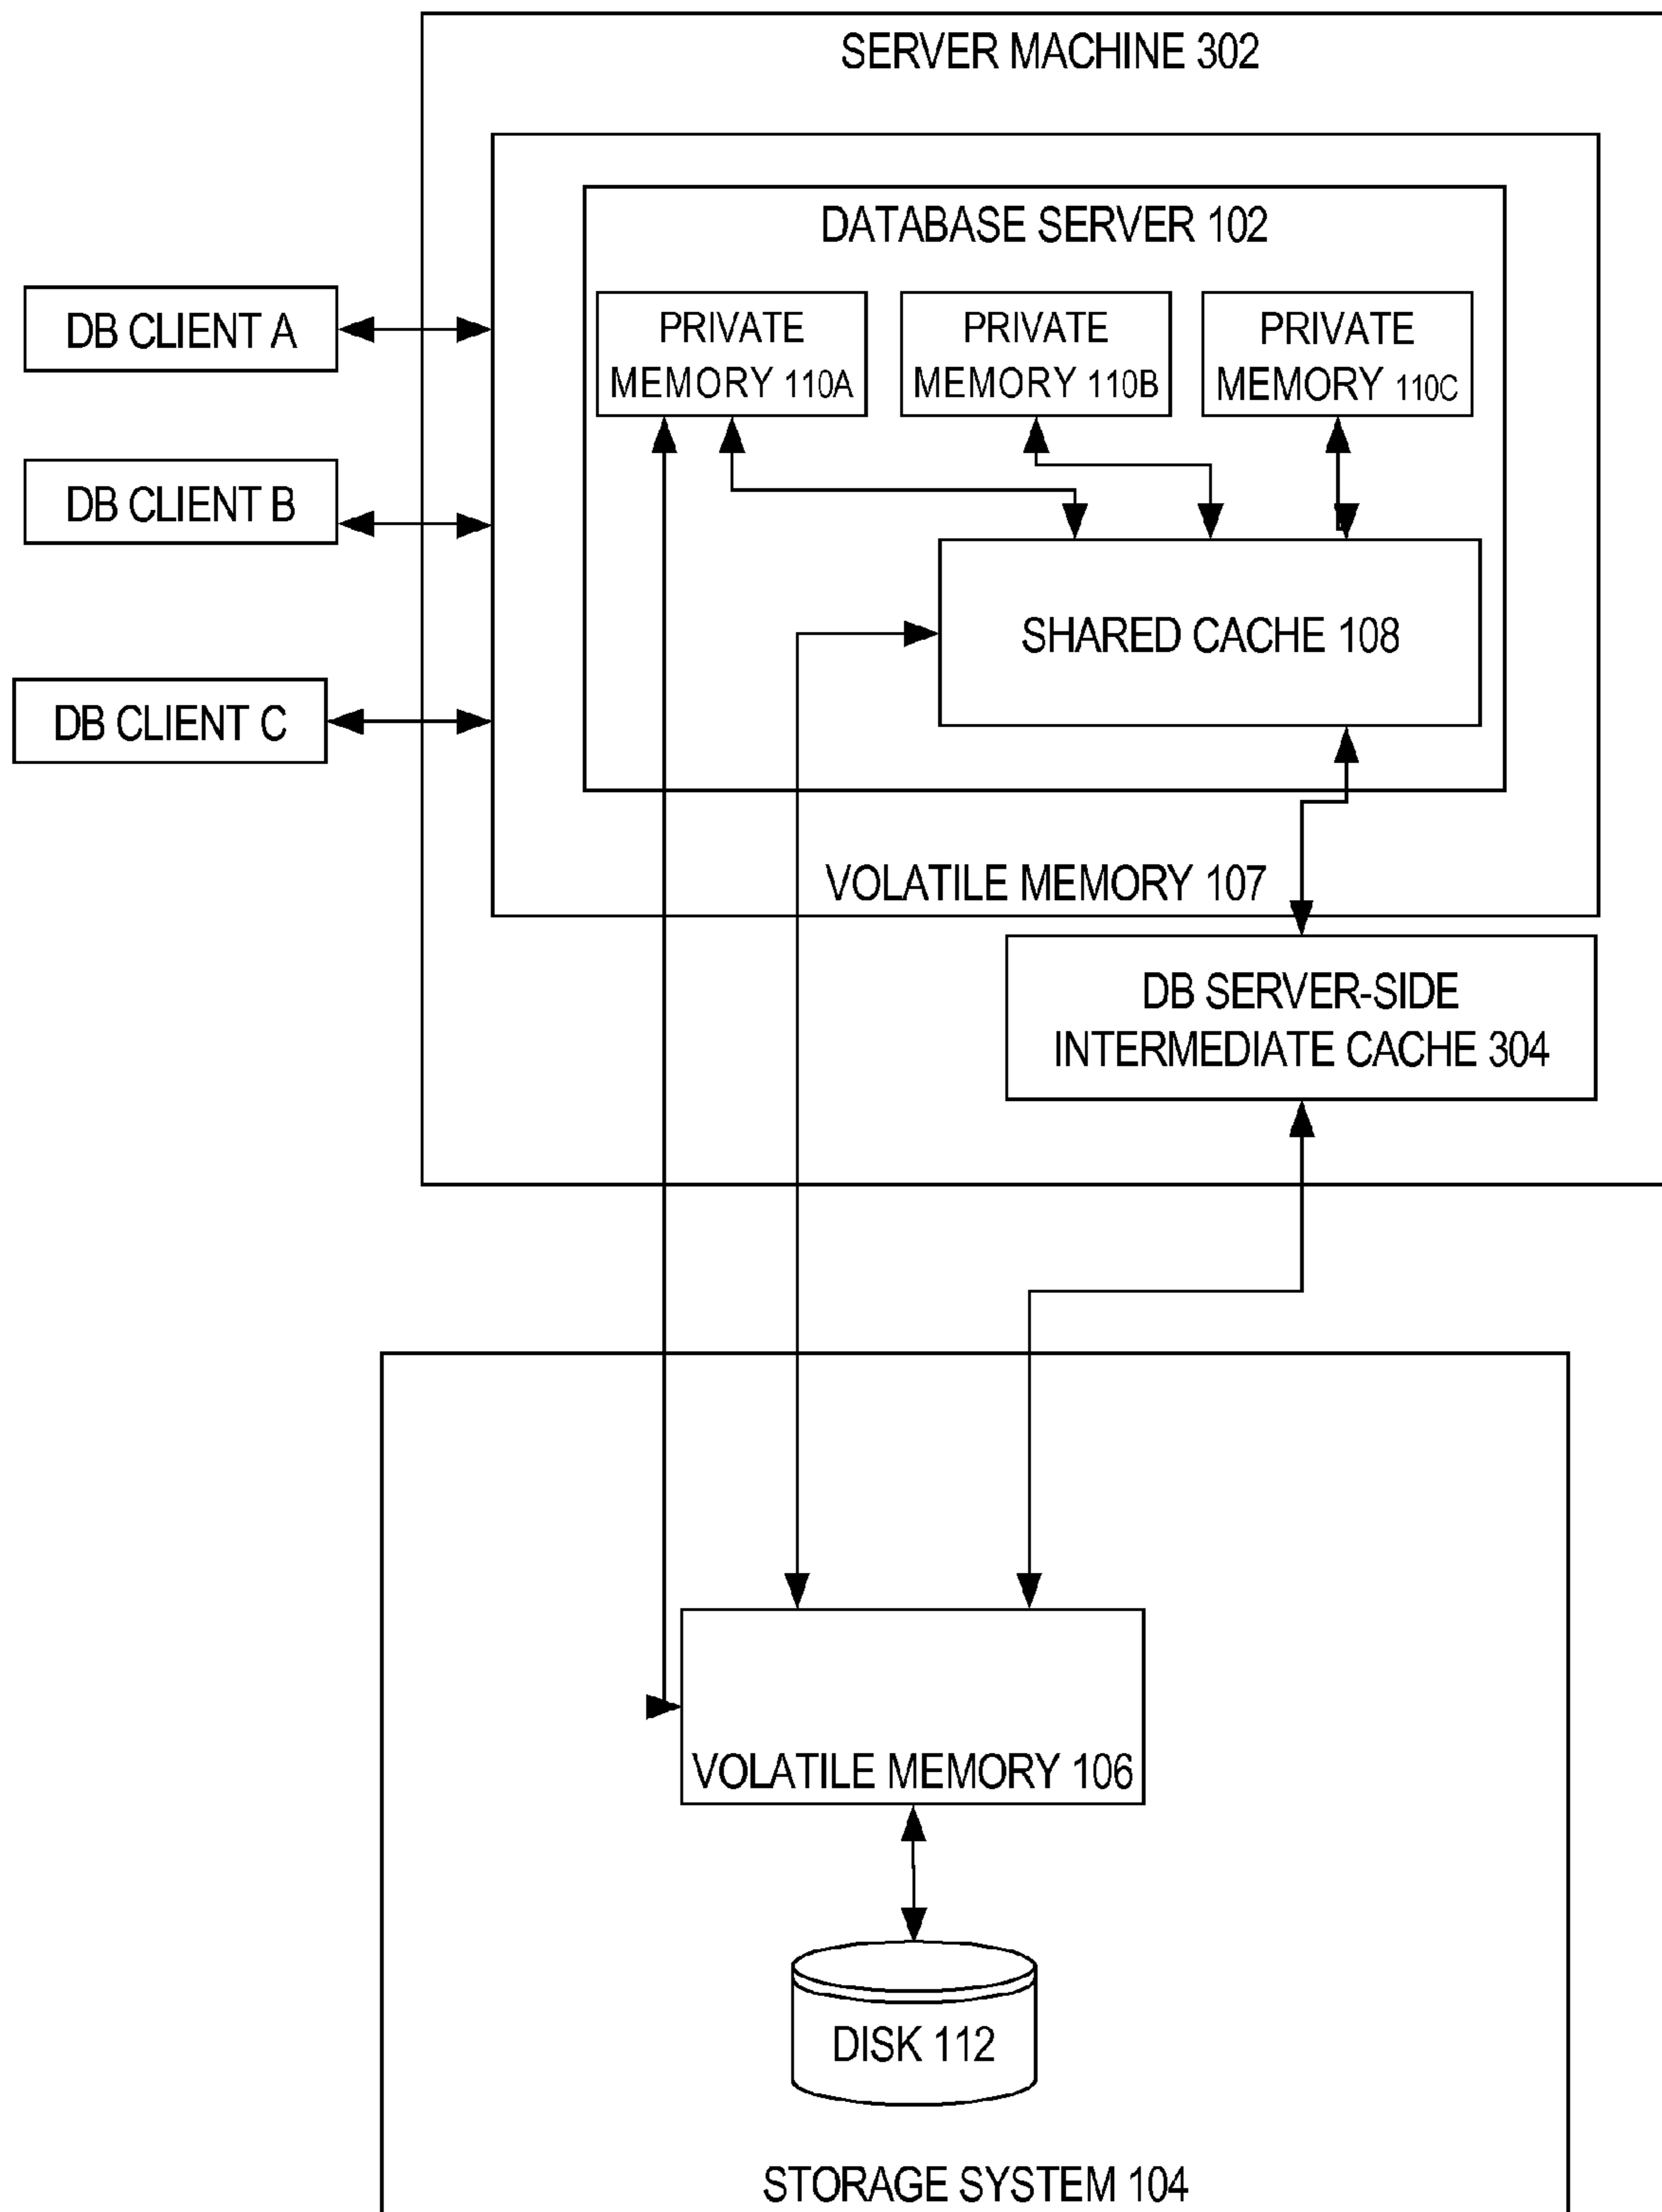 SERVER MACHINE 302
DATABASE SERVER 102
PRIVATE
MEMORY 110A
PRIVATE
MEMORY 110B
PRIVATE
MEMORY 110C
DB CLIENT A
DB CLIENT B
SHARED CACHE 108
DB CLIENT C
VOLATILE MEMORY 107
DB SERVER-SIDE
INTERMEDIATE CACHE 304
VOLATILE MEMORY 106
DISK 112
STORAGE SYSTEM 104